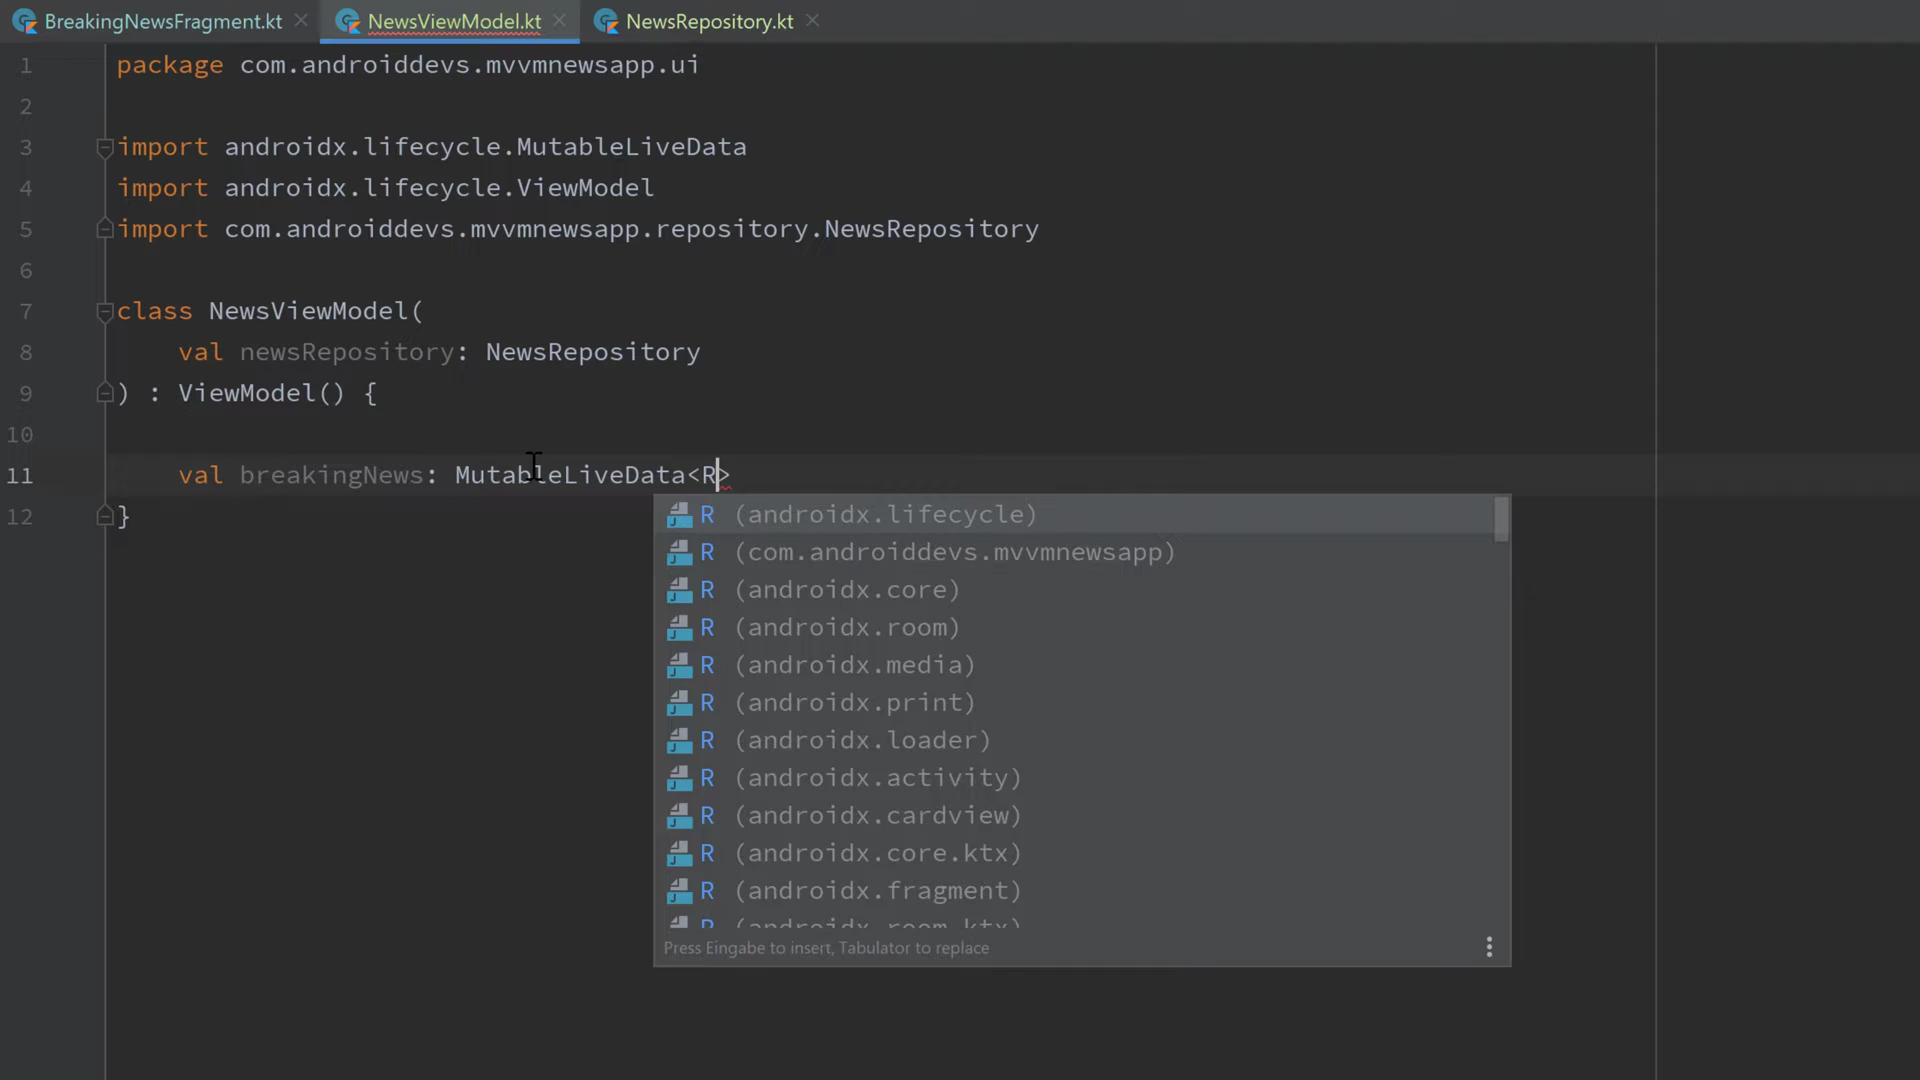 BreakingNewsFragment.kt NewsViewModel.kt NewsRepository.kt
1 package com.androiddevs.mvvmnewsapp.ui
2
3 import androidx.lifecycle.MutableLiveData
4 import androidx.lifecycle.ViewModel
5 import com.androiddevs.mvvmnewsapp.repository.NewsRepository
6
7 class NewsViewModel(
8 val newsRepository: NewsRepository
9 ) : ViewModel() {
10
11 val breakingNews: MutableLiveData<R>
12 }
R (androidx.lifecycle)
R (com.androiddevs.mvvmnewsapp)
R (androidx.core)
R (androidx.room)
R (androidx.media)
R (androidx.print)
R (androidx.loader)
R (androidx.activity)
R (androidx.cardview)
R (androidx.core.ktx)
R (androidx.fragment)
R (androidx.room.ktx)
Press Eingabe to insert, Tabulator to replace